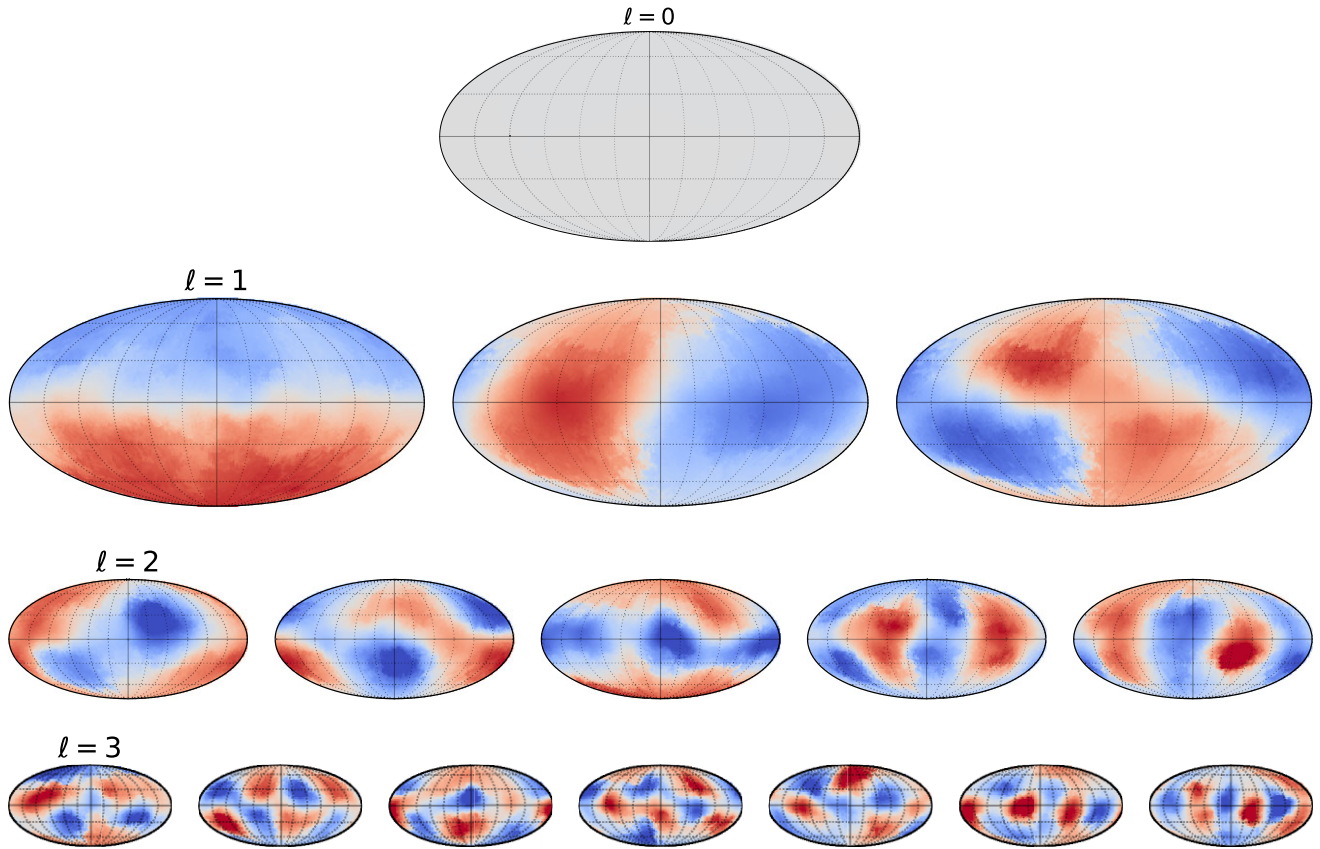 ℓ = 0
ℓ = 1
ℓ = 2
ℓ = 3